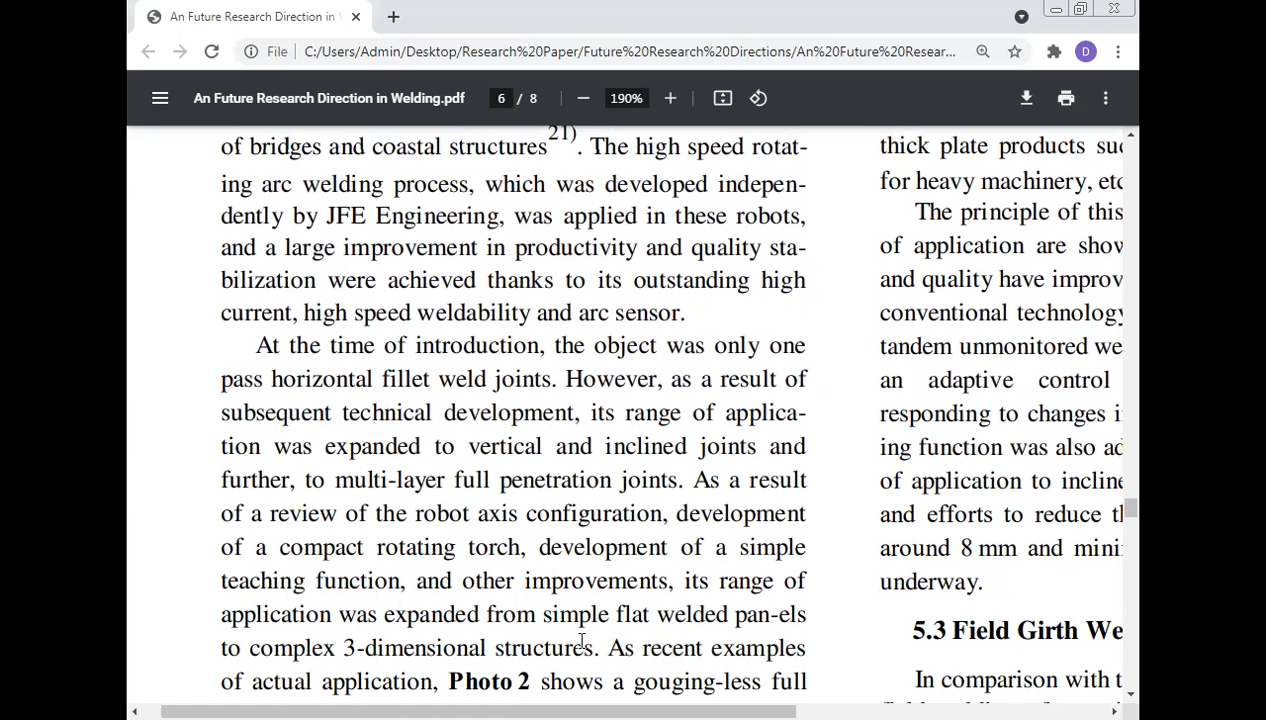 An Future Research Direction in
File C:/Users/Admin/Desktop/Research%20Paper/Future%20Research%20Directions/An%20Future%20Resear...
D
An Future Research Direction in Welding.pdf 6 / 8 190%
of bridges and coastal structures21). The high speed rotat-
ing arc welding process, which was developed indepen-
dently by JFE Engineering, was applied in these robots,
and a large improvement in productivity and quality sta-
bilization were achieved thanks to its outstanding high
current, high speed weldability and arc sensor.
At the time of introduction, the object was only one
pass horizontal fillet weld joints. However, as a result of
subsequent technical development, its range of applica-
tion was expanded to vertical and inclined joints and
further, to multi-layer full penetration joints. As a result
of a review of the robot axis configuration, development
of a compact rotating torch, development of a simple
teaching function, and other improvements, its range of
application was expanded from simple flat welded pan-els
to complex 3-dimensional structures. As recent examples
of actual application, Photo 2 shows a gouging-less full
thick plate products suc
for heavy machinery, etc
The principle of this
of application are show
and quality have improv
conventional technology
tandem unmonitored we
an adaptive control
responding to changes i
ing function was also ad
of application to incline
and efforts to reduce t
around 8 mm and mini
underway.
5.3 Field Girth We
In comparison with t